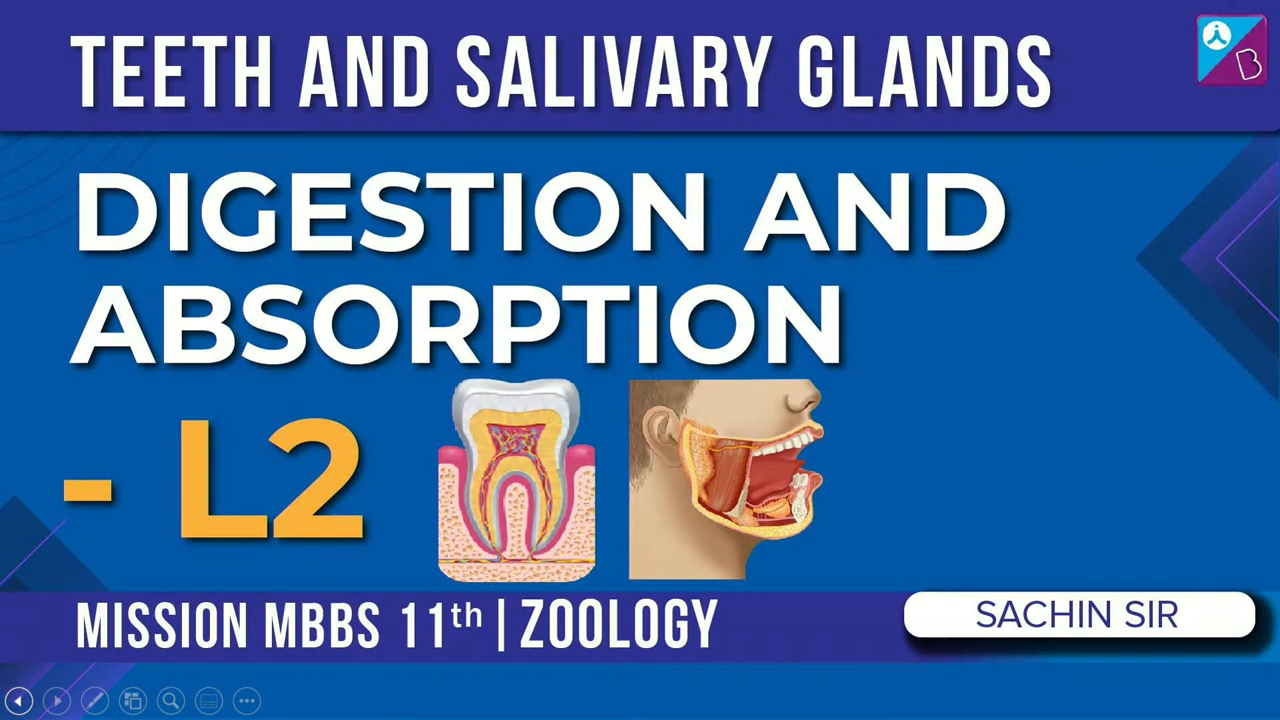 TEETH AND SALIVARY GLANDS
DIGESTION AND
ABSORPTION
- L2
MISSION MBBS 11th | ZOOLOGY
SACHIN SIR
B